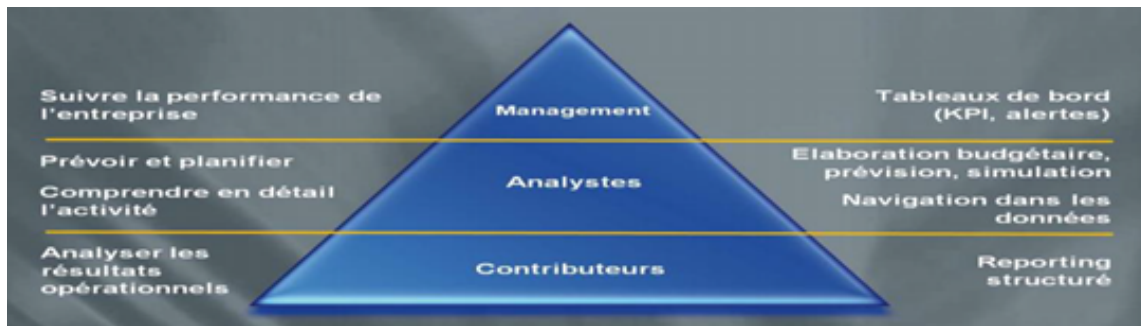 Suivre la performance de
l'entreprise
Management
Tableaux de bord
(KPI, alertes)
Prévoir et planifier
Comprendre en détail
l'activité
Analystes
Elaboration budgétaire,
prévision, simulation
Navigation dans les
données
Analyser les
résultats
opérationnels
Contributeurs
Reporting
structuré